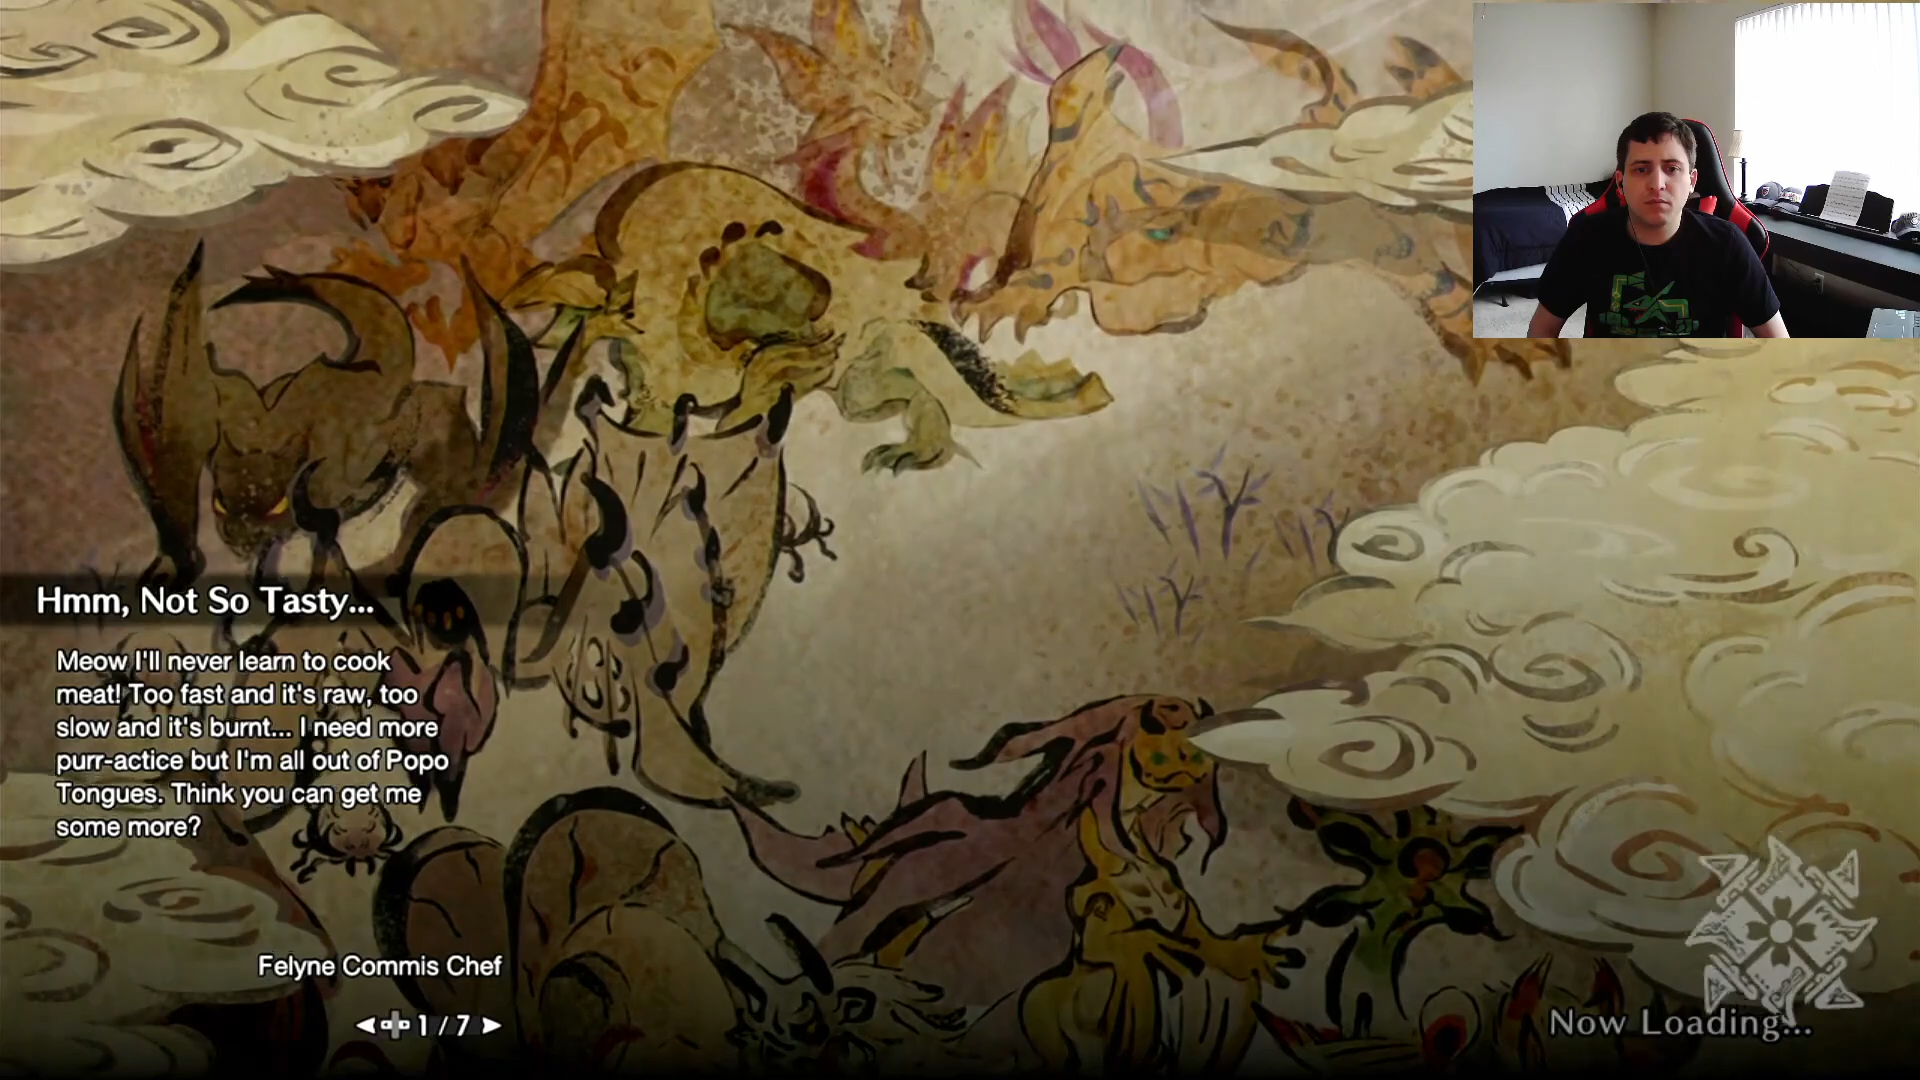 Hmm, Not So Tasty...
Meow I'll never learn to cook
meat! Too fast and it's raw, too
slow and it's burnt... I need more
purr-actice but I'm all out of Popo
Tongues. Think you can get me
some more?
Felyne Commis Chef
1 / 7
Now Loading...